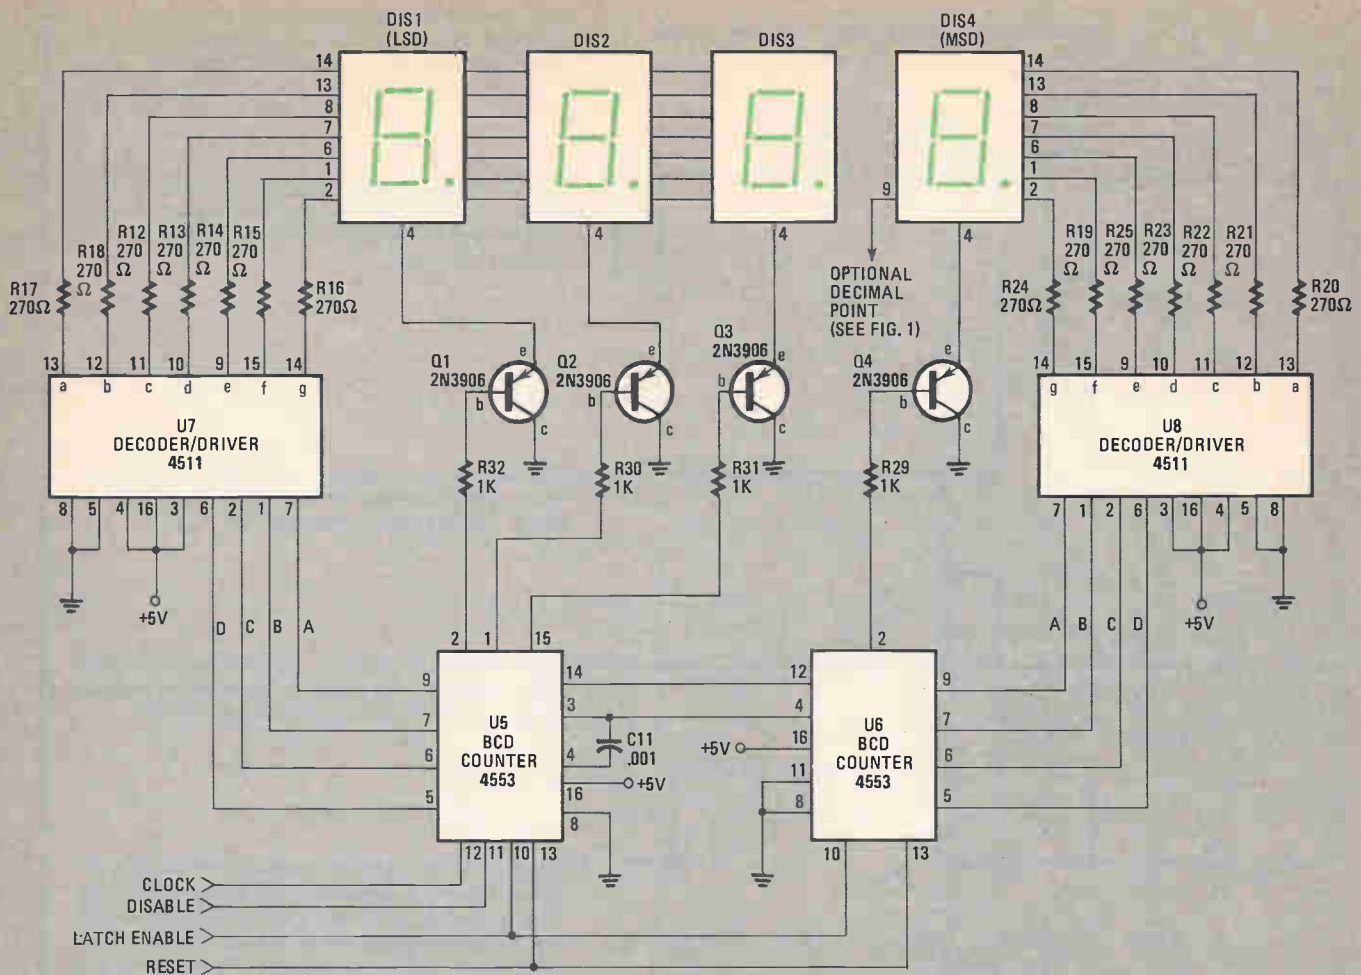 DIS1
(LSD)
DIS2
DIS3
DIS4
(MSD)
14
13
8
7
6
1
2
14
13
8
7
6
1
2
9
4
4
4
4
R17
270Ω
R18
270
Ω
R12
270
Ω
R13
270
Ω
R14
270
Ω
R15
270
Ω
R16
270Ω
OPTIONAL
DECIMAL
POINT
(SEE FIG. 1)
R24
270Ω
R19
270
Ω
R25
270
Ω
R23
270
Ω
R22
270
Ω
R21
270
Ω
R20
270Ω
13 12 11 10 9 15 14
a b c d e f g
U7
DECODER/DRIVER
4511
8 5 4 16 3 6 2 1 7
+5V
D C B A
Q1
2N3906
e
b
c
Q2
2N3906
e
b
c
Q3
2N3906
e
b
c
Q4
2N3906
e
b
c
R32
1K
R30
1K
R31
1K
R29
1K
14 15 9 10 11 12 13
g f e d c b a
U8
DECODER/DRIVER
4511
7 1 2 6 3 16 4 5 8
+5V
A B C D
2 1 15
9
7
6
5
U5
BCD
COUNTER
4553
14
3
4
16
8
12 11 10 13
C11
.001
+5V
2
12
4
16
11
8
+5V
U6
BCD
COUNTER
4553
9
7
6
5
10 13
CLOCK
DISABLE
LATCH ENABLE
RESET